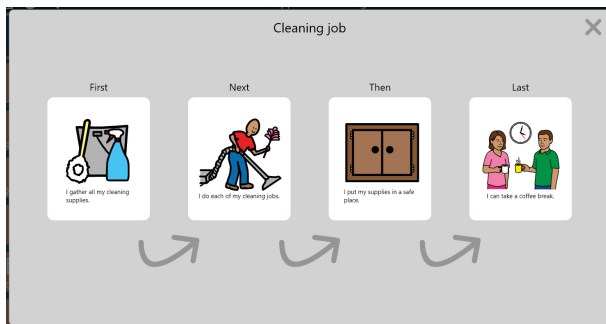 Cleaning job
First
Next
Then
Last
I gather all my cleaning
supplies.
I do each of my cleaning jobs.
I put my supplies in a safe
place.
I can take a coffee break.